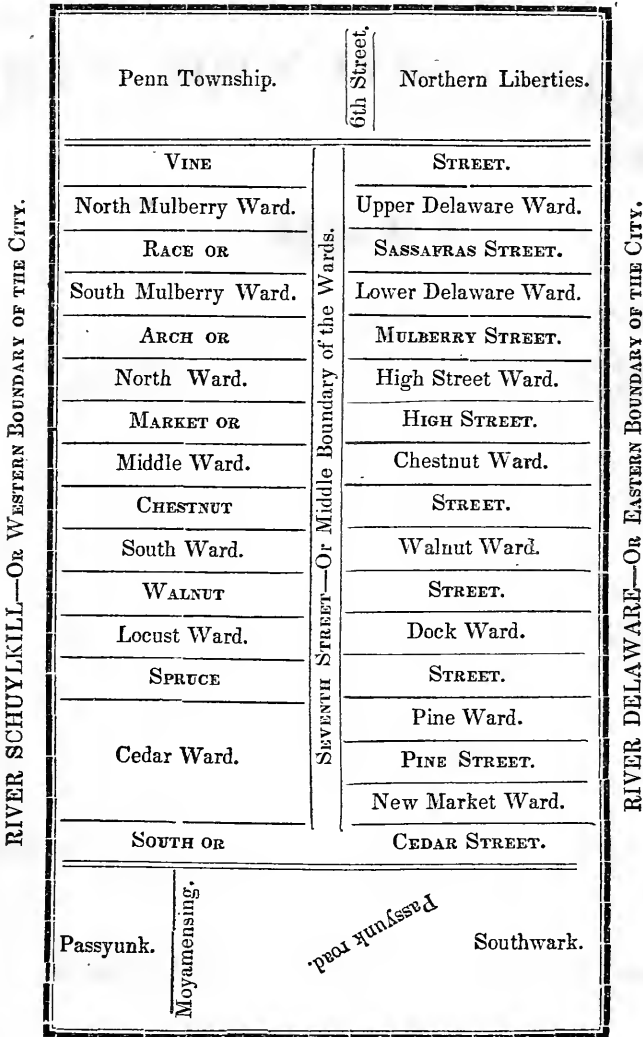 Penn Township.
6th Street.
Northern Liberties.
VINE STREET.
North Mulberry Ward. Upper Delaware Ward.
RACE OR SASSAFRAS STREET.
South Mulberry Ward. Lower Delaware Ward.
ARCH OR MULBERRY STREET.
North Ward. High Street Ward.
MARKET OR HIGH STREET.
Middle Ward. Chestnut Ward.
CHESTNUT STREET.
South Ward. Walnut Ward.
WALNUT STREET.
Locust Ward. Dock Ward.
SPRUCE STREET.
Cedar Ward.
Pine Ward.
PINE STREET.
New Market Ward.
SOUTH OR CEDAR STREET.
SEVENTH STREET—Or Middle Boundary of the Wards.
Passyunk.
Moyamensing.
Passyunk road.
Southwark.
RIVER SCHUYLKILL—OR WESTERN BOUNDARY OF THE CITY.
RIVER DELAWARE—OR EASTERN BOUNDARY OF THE CITY.